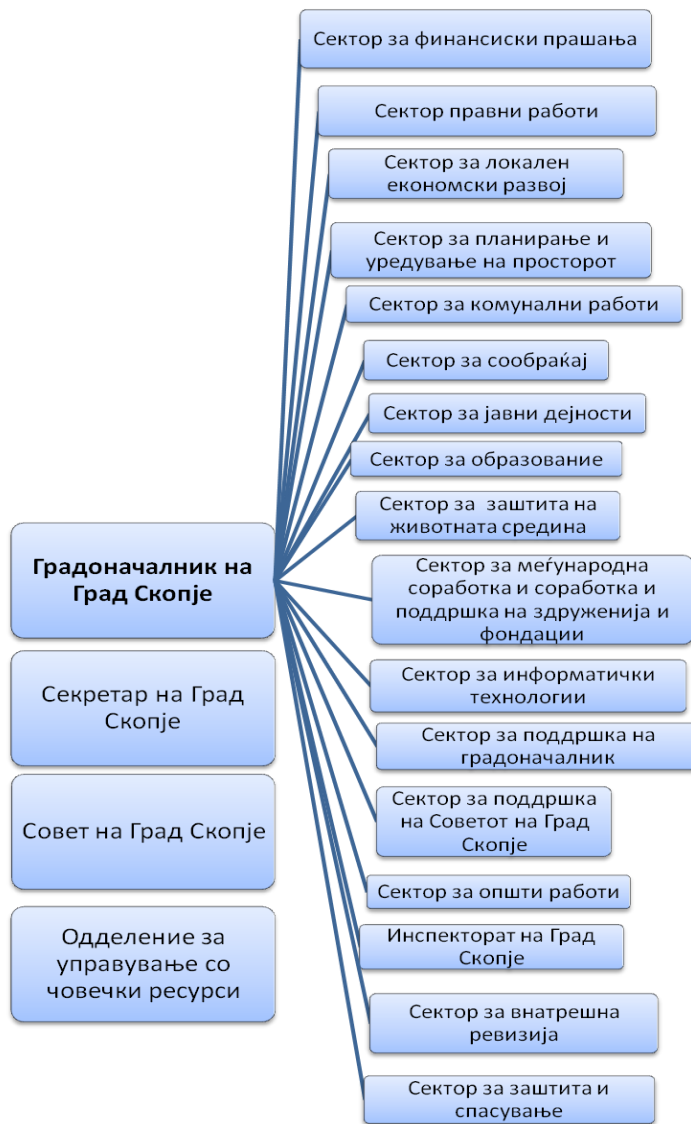 Сектор за финансиски прашања
Сектор правни работи
Сектор за локален
економски развој
Сектор за планирање и
уредување на просторот
Сектор за комунални работи
Сектор за сообраќај
Сектор за јавни дејности
Сектор за образование
Сектор за  заштита на
животната средина
Сектор за меѓународна
соработка и соработка и
поддршка на здруженија и
фондации
Сектор за информатички
технологии
Сектор за поддршка на
градоначалник
Сектор за поддршка
на Советот на Град
Скопје
Сектор за општи работи
Инспекторат на Град
Скопје
Сектор за внатрешна
ревизија
Сектор за заштита и
спасување
Градоначалник на
Град Скопје
Секретар на Град
Скопје
Совет на Град Скопје
Одделение за
управување со
човечки ресурси